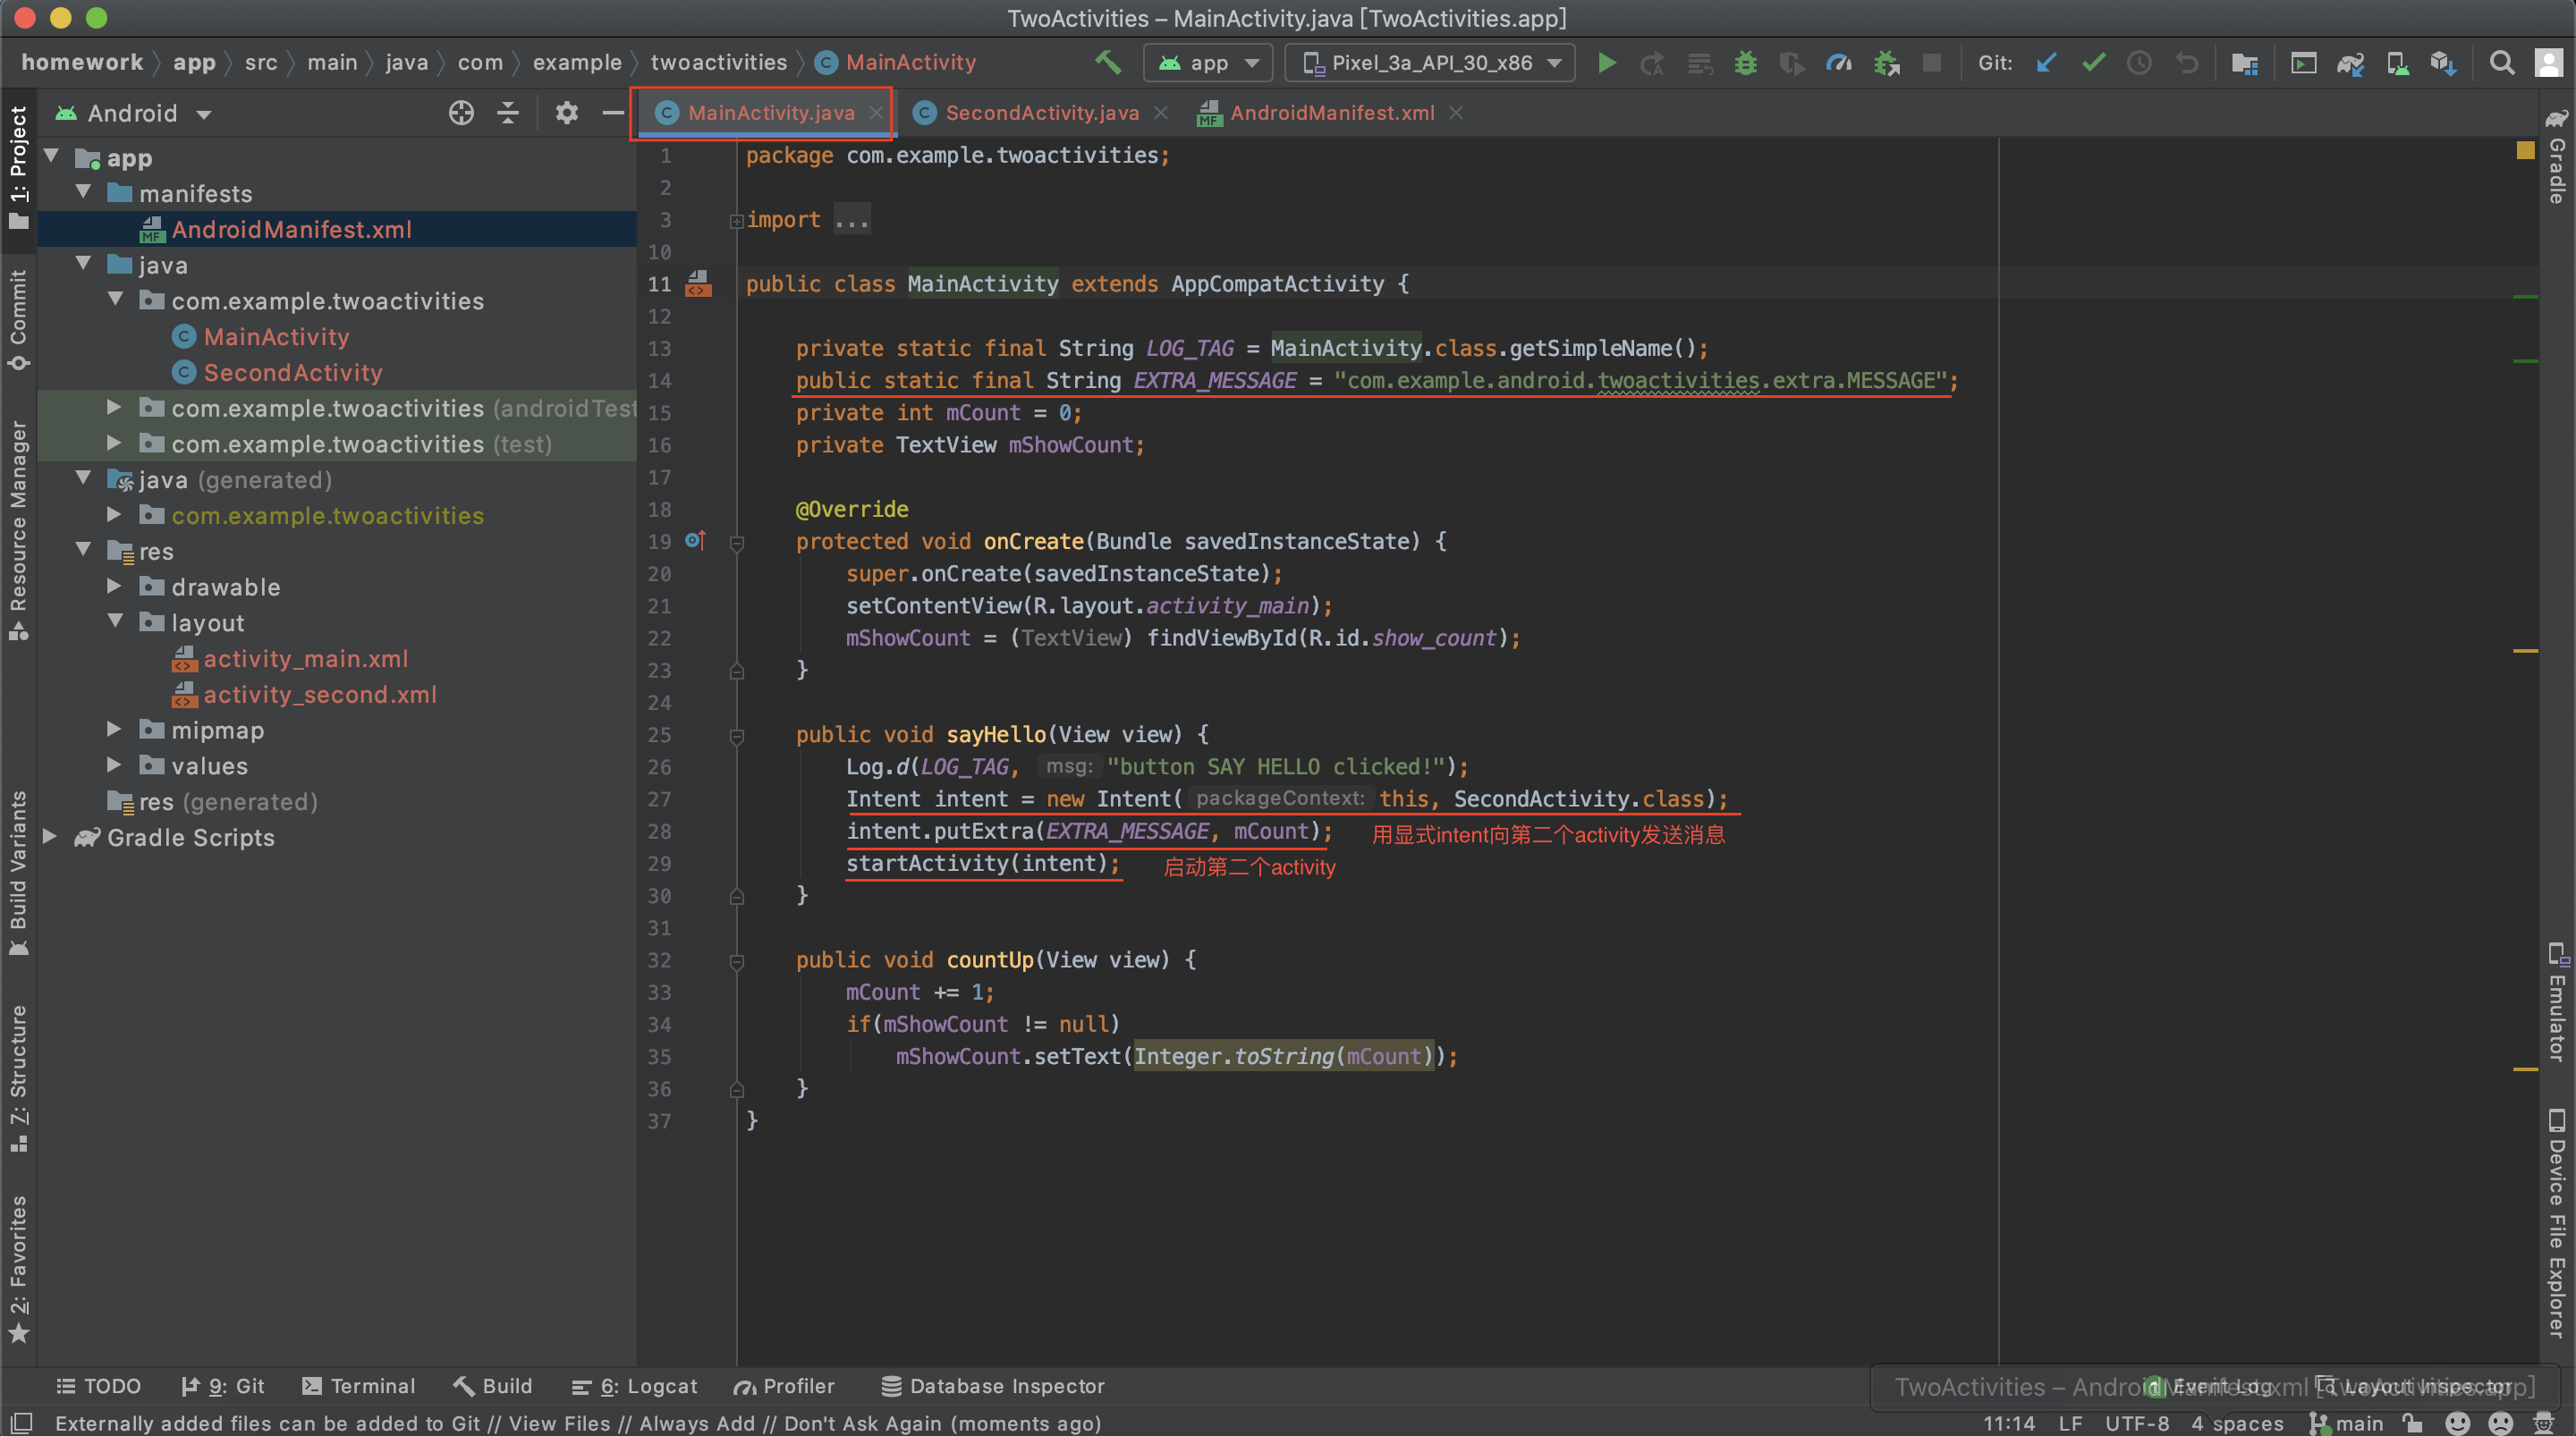 TwoActivities – MainActivity.java [TwoActivities.app]
homework app src main java com example twoactivities MainActivity app Pixel_3a_API_30_x86 Git:
1: Project
Commit
Resource Manager
Build Variants
7: Structure
2: Favorites
Android
app
manifests
AndroidManifest.xml
java
com.example.twoactivities
MainActivity
SecondActivity
com.example.twoactivities (androidTest
com.example.twoactivities (test)
java (generated)
com.example.twoactivities
res
drawable
layout
activity_main.xml
activity_second.xml
mipmap
values
res (generated)
Gradle Scripts
MainActivity.java SecondActivity.java AndroidManifest.xml
1 package com.example.twoactivities;
2
3 import ...
10
11 public class MainActivity extends AppCompatActivity {
12
13 private static final String LOG_TAG = MainActivity.class.getSimpleName();
14 public static final String EXTRA_MESSAGE = "com.example.android.twoactivities.extra.MESSAGE";
15 private int mCount = 0;
16 private TextView mShowCount;
17
18 @Override
19 protected void onCreate(Bundle savedInstanceState) {
20 super.onCreate(savedInstanceState);
21 setContentView(R.layout.activity_main);
22 mShowCount = (TextView) findViewById(R.id.show_count);
23 }
24
25 public void sayHello(View view) {
26 Log.d(LOG_TAG, msg: "button SAY HELLO clicked!");
27 Intent intent = new Intent( packageContext: this, SecondActivity.class);
28 intent.putExtra(EXTRA_MESSAGE, mCount); 用显式intent向第二个activity发送消息
29 startActivity(intent); 启动第二个activity
30 }
31
32 public void countUp(View view) {
33 mCount += 1;
34 if(mShowCount != null)
35 mShowCount.setText(Integer.toString(mCount));
36 }
37 }
Gradle
Emulator
Device File Explorer
TODO 9: Git Terminal Build 6: Logcat Profiler Database Inspector 1 Event Log Layout Inspector
TwoActivities – AndroidManifest.xml [TwoActivities.app]
Externally added files can be added to Git // View Files // Always Add // Don't Ask Again (moments ago) 11:14 LF UTF-8 4 spaces main